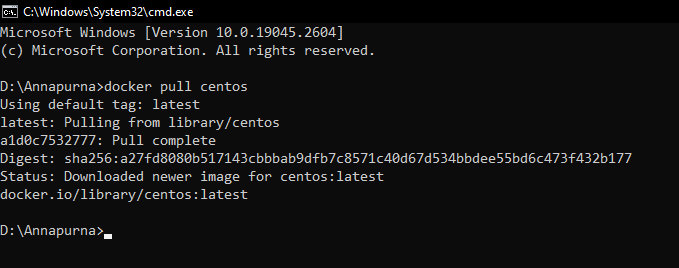 C:\Windows\System32\cmd.exe
Microsoft Windows [Version 10.0.19045.2604]
(c) Microsoft Corporation. All rights reserved.
D:\Annapurna>docker pull centos
Using default tag: latest
latest: Pulling from library/centos
a1d0c7532777: Pull complete
Digest: sha256:a27fd8080b517143cbbbab9dfb7c8571c40d67d534bbdee55bd6c473f432b177
Status: Downloaded newer image for centos:latest
docker.io/library/centos:latest
D:\Annapurna>